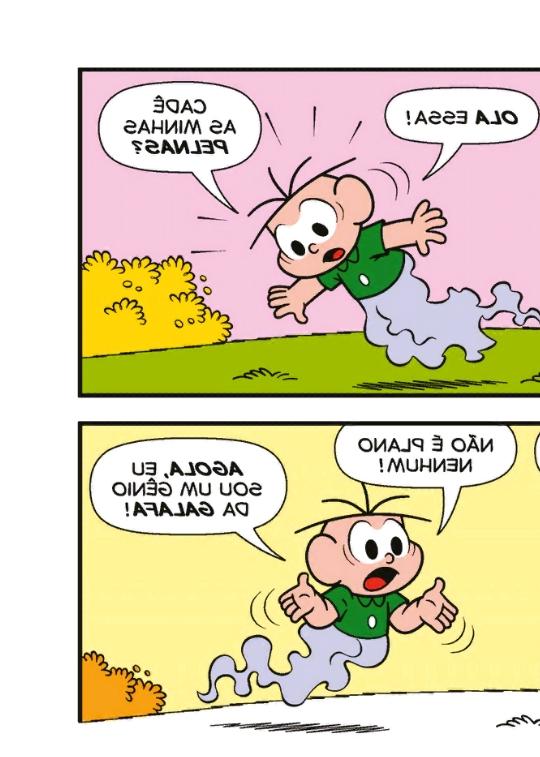 OLA ESSA!
CADÊ
AS MINHAS
PELNAS?
NÃO É PLANO
NENHUM!
AGOLA, EU
SOU UM GÊNIO
DA GALAFA!